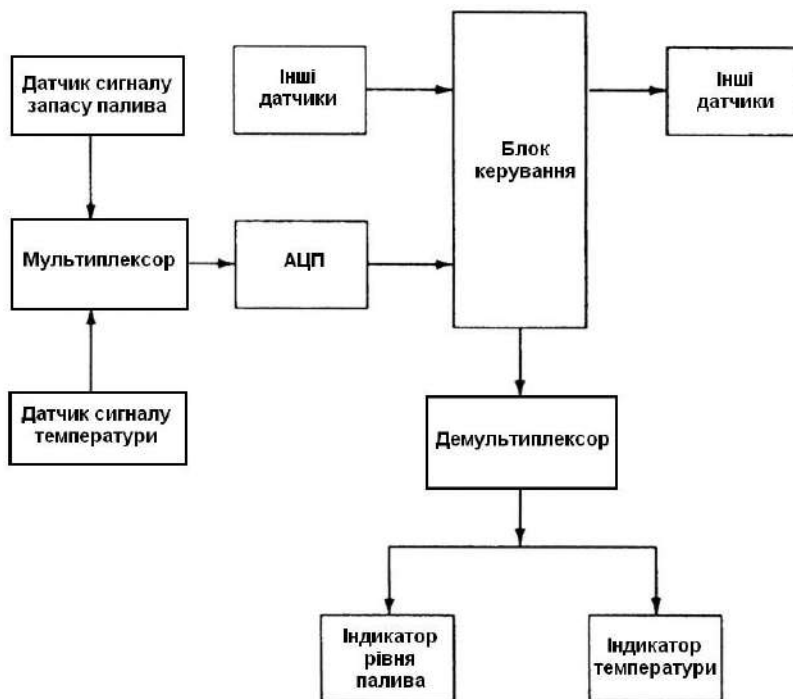 Датчик сигналу
запасу палива
Інші
датчики
Блок
керування
Інші
датчики
Мультиплексор
АЦП
Датчик сигналу
температури
Демультиплексор
Індикатор
рівня
палива
Індикатор
температури